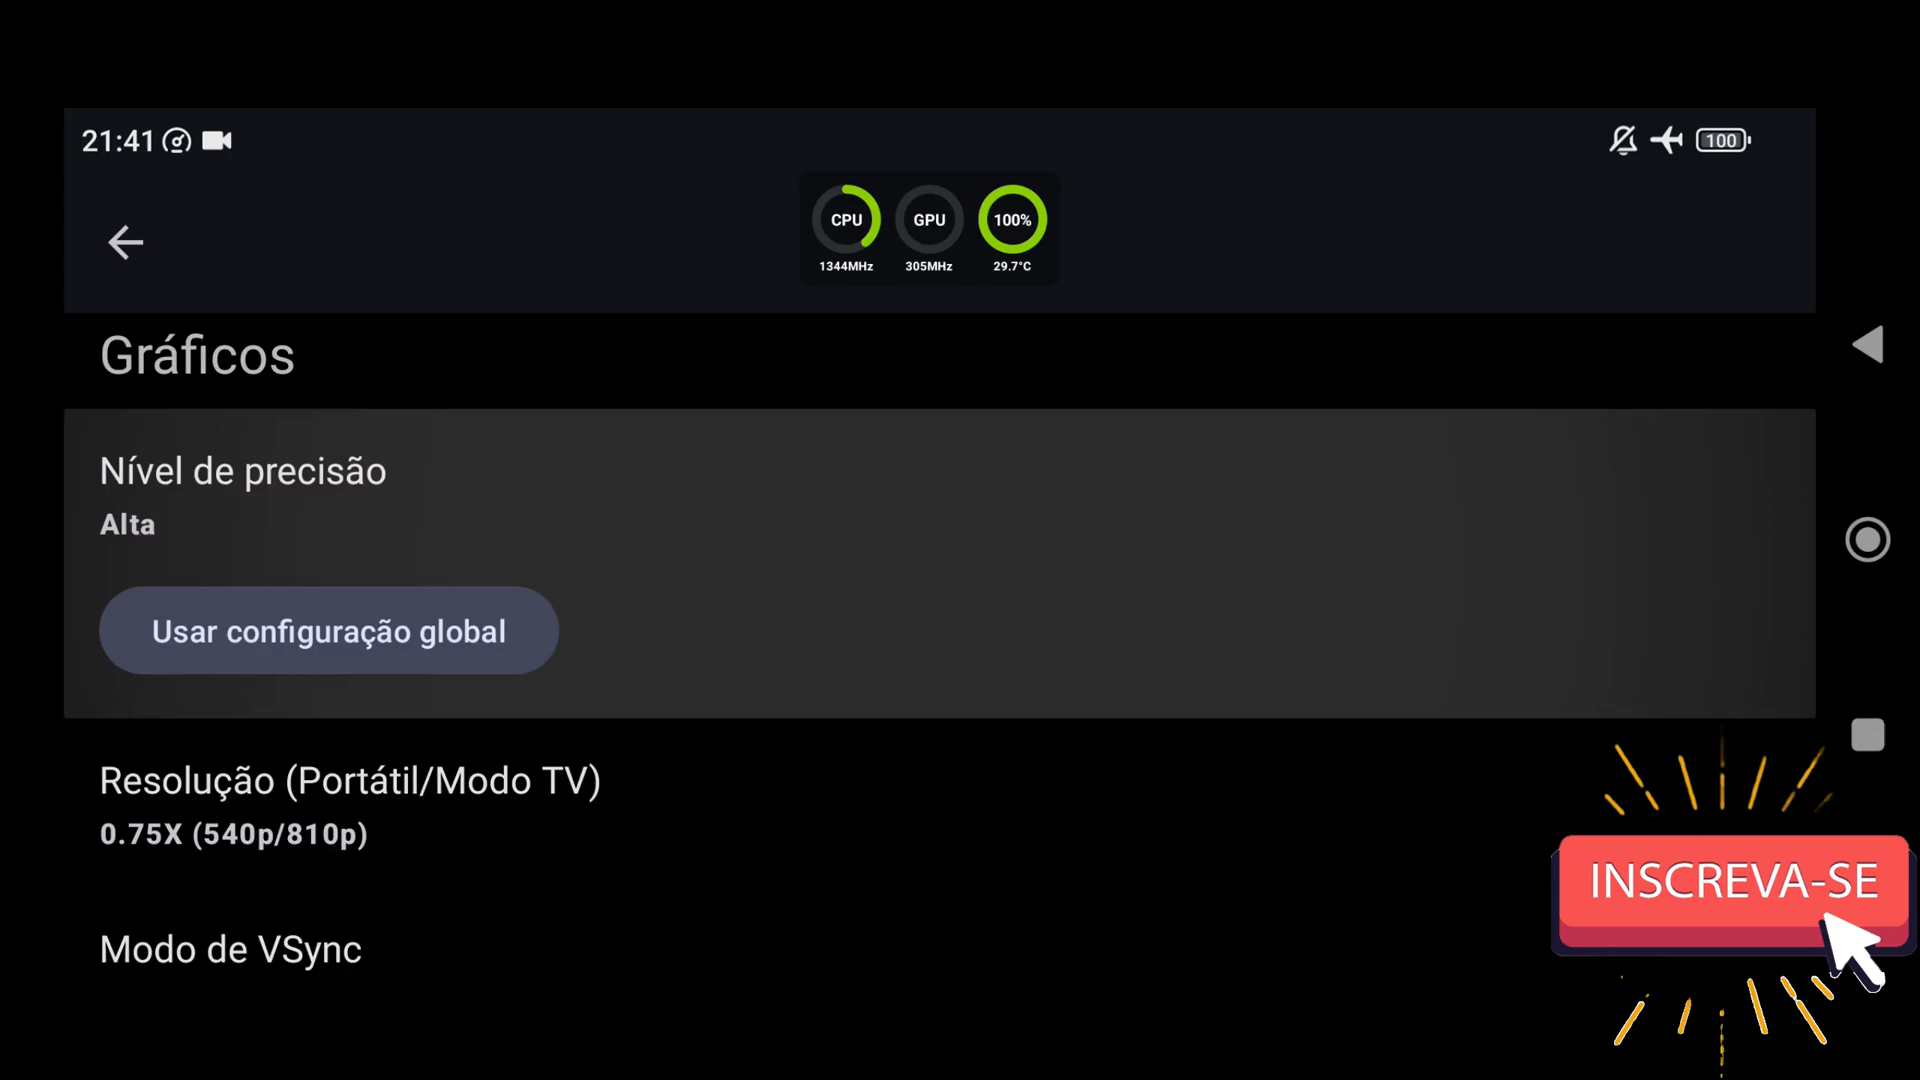 21:41
100
CPU
GPU
100%
1344MHz
305MHz
29.7°C
Gráficos
Nível de precisão
Alta
Usar configuração global
Resolução (Portátil/Modo TV)
0.75X (540p/810p)
INSCREVA-SE
Modo de VSync